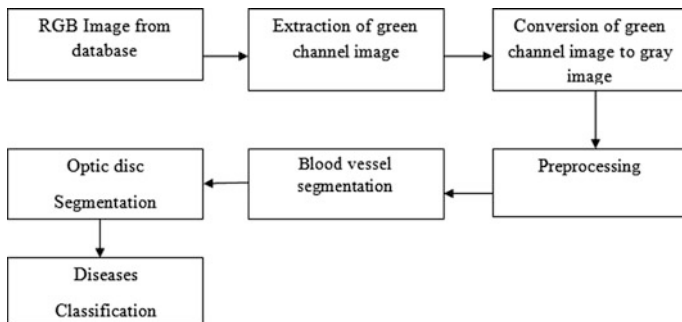 RGB Image from
database
Extraction of green
channel image
Conversion of green
channel image to gray
image
Preprocessing
Blood vessel
segmentation
Optic disc
Segmentation
Diseases
Classification